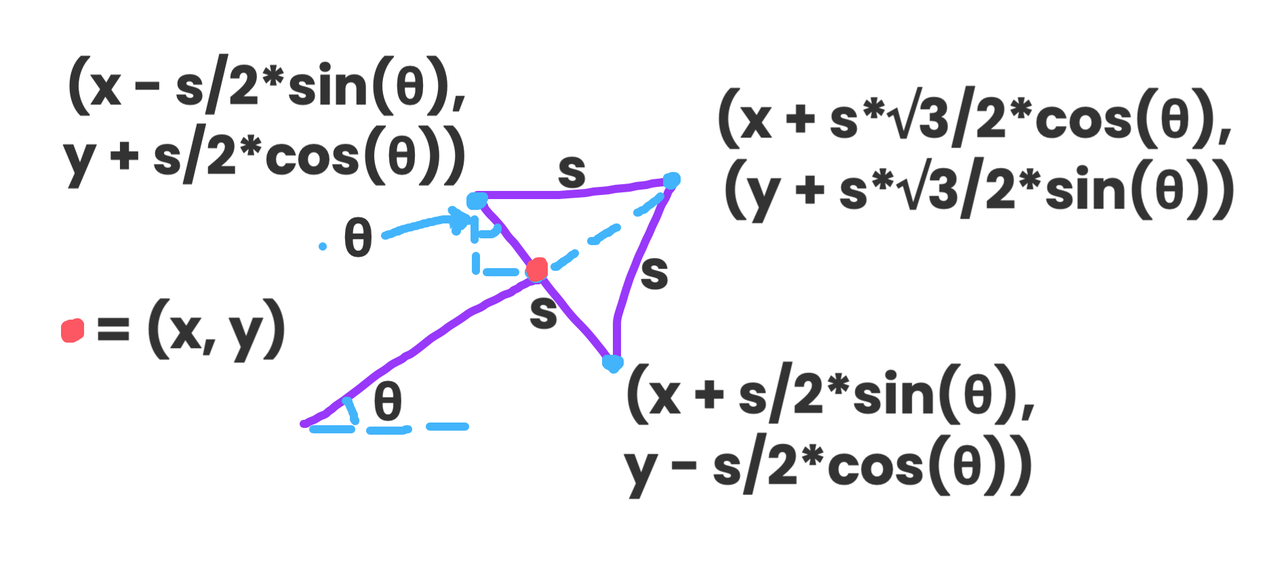 (x - s/2*sin(θ),
y + s/2*cos(θ))
(x + s*√3/2*cos(θ),
(y + s*√3/2*sin(θ))
s
θ
s
s
= (x, y)
θ
(x + s/2*sin(θ),
y - s/2*cos(θ))